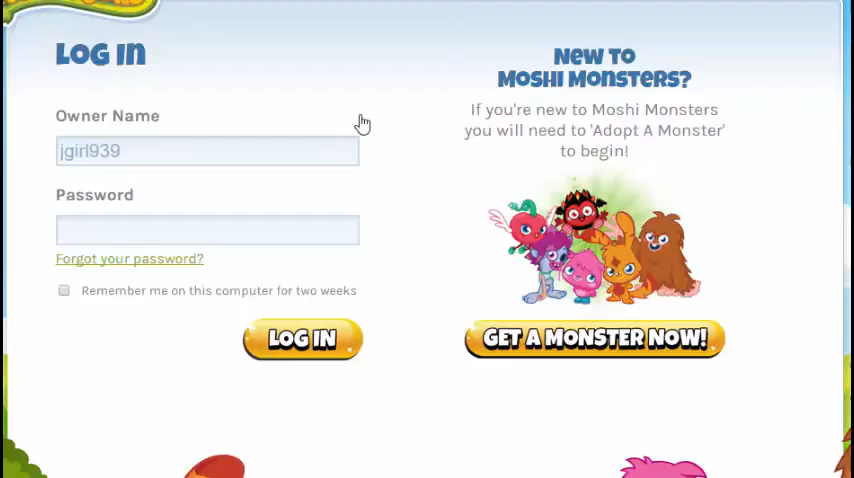 LOG IN
Owner Name
jgirl939
Password
Forgot your password?
Remember me on this computer for two weeks
LOG IN
New to
Moshi Monsters?
If you're new to Moshi Monsters
you will need to 'Adopt A Monster'
to begin!
GET A MONSTER NOW!